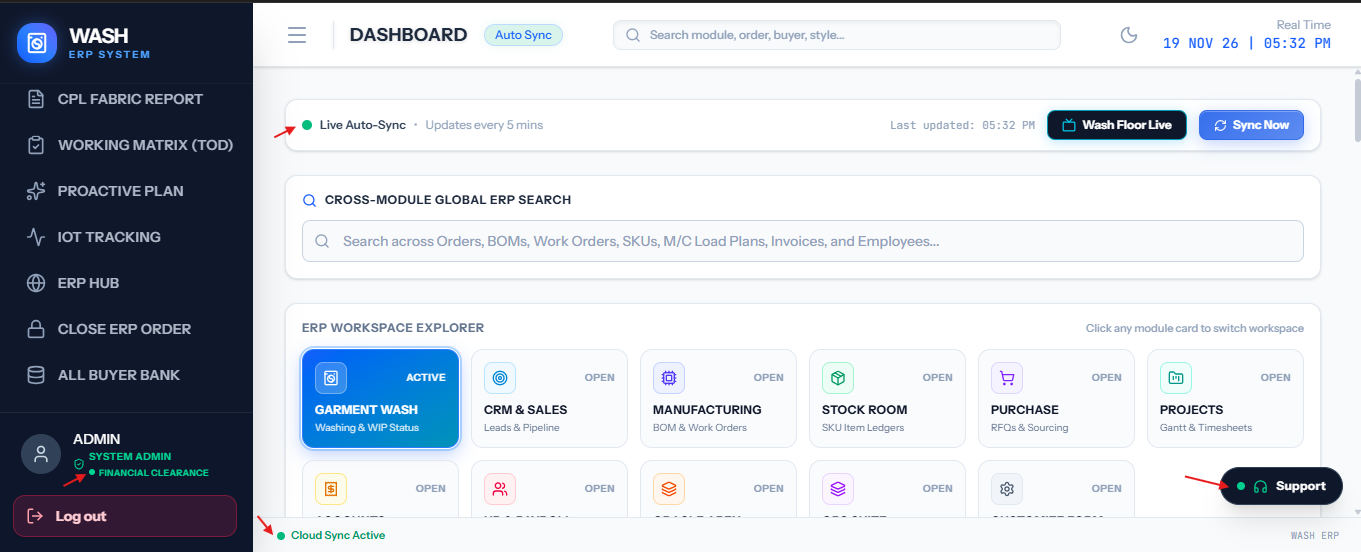 WASH
ERP SYSTEM
CPL FABRIC REPORT
WORKING MATRIX (TOD)
PROACTIVE PLAN
IOT TRACKING
ERP HUB
CLOSE ERP ORDER
ALL BUYER BANK
ADMIN
SYSTEM ADMIN
FINANCIAL CLEARANCE
Log out
DASHBOARD
Auto Sync
Search module, order, buyer, style...
Real Time
19 NOV 26 | 05:32 PM
Live Auto-Sync • Updates every 5 mins
Last updated: 05:32 PM
Wash Floor Live
Sync Now
CROSS-MODULE GLOBAL ERP SEARCH
Search across Orders, BOMs, Work Orders, SKUs, M/C Load Plans, Invoices, and Employees...
ERP WORKSPACE EXPLORER
Click any module card to switch workspace
ACTIVE
GARMENT WASH
Washing & WIP Status
OPEN
CRM & SALES
Leads & Pipeline
OPEN
MANUFACTURING
BOM & Work Orders
OPEN
STOCK ROOM
SKU Item Ledgers
OPEN
PURCHASE
RFQs & Sourcing
OPEN
PROJECTS
Gantt & Timesheets
OPEN
OPEN
OPEN
OPEN
OPEN
Support
Cloud Sync Active
WASH ERP